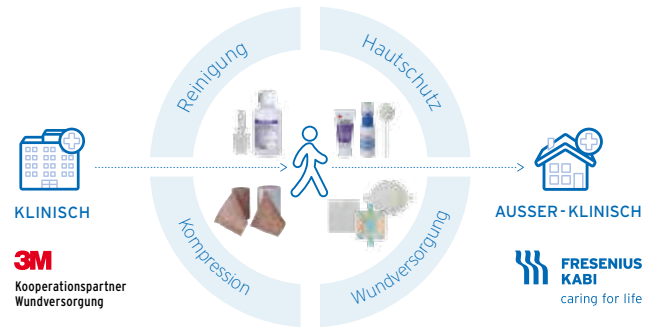 Reinigung
Hautschutz
KLINISCH
AUSSER-KLINISCH
Kompression
Wundversorgung
3M
Kooperationspartner
Wundversorgung
FRESENIUS
KABI
caring for life